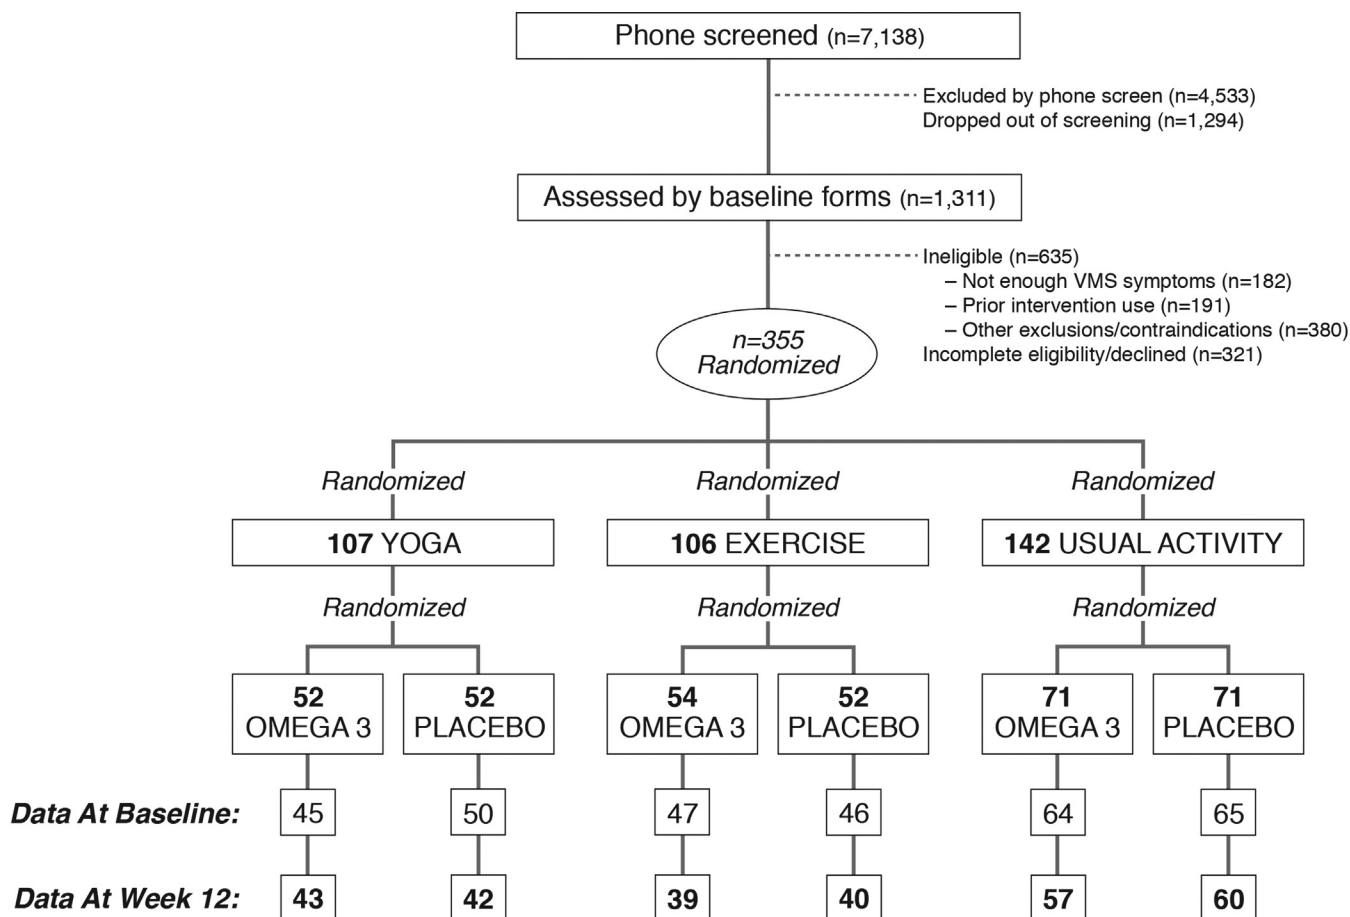 Phone screened (n=7,138)
Excluded by phone screen (n=4,533)
Dropped out of screening (n=1,294)
Assessed by baseline forms (n=1,311)
Ineligible (n=635)
– Not enough VMS symptoms (n=182)
– Prior intervention use (n=191)
– Other exclusions/contraindications (n=380)
Incomplete eligibility/declined (n=321)
n=355
Randomized
Randomized Randomized Randomized
107 YOGA 106 EXERCISE 142 USUAL ACTIVITY
Randomized Randomized Randomized
52 52 54 52 71 71
OMEGA 3 PLACEBO OMEGA 3 PLACEBO OMEGA 3 PLACEBO
Data At Baseline: 45 50 47 46 64 65
Data At Week 12: 43 42 39 40 57 60